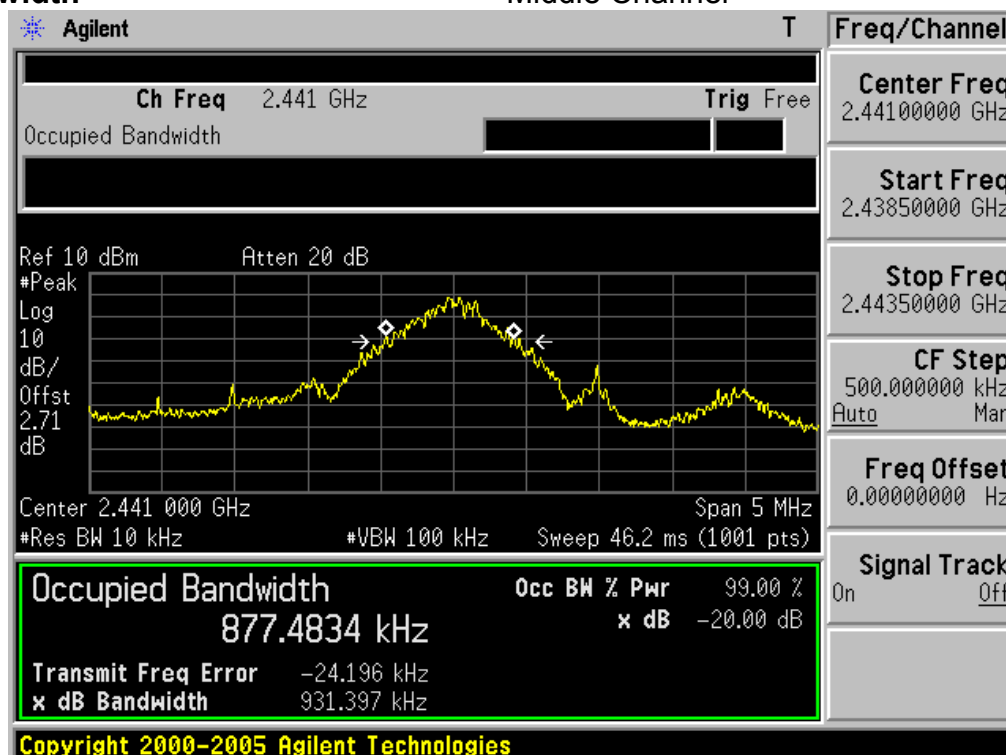 Agilent T Freq/Channel
Ch Freq 2.441 GHz Trig Free
Occupied Bandwidth
Center Freq
2.44100000 GHz
Start Freq
2.43850000 GHz
Stop Freq
2.44350000 GHz
CF Step
500.000000 kHz
Auto Man
Freq Offset
0.00000000 Hz
Signal Track
On Off
Ref 10 dBm Atten 20 dB
#Peak
Log
10
dB/
Offst
2.71
dB
Center 2.441 000 GHz Span 5 MHz
#Res BW 10 kHz #VBW 100 kHz Sweep 46.2 ms (1001 pts)
Occupied Bandwidth Occ BW % Pwr 99.00 %
877.4834 kHz x dB -20.00 dB
Transmit Freq Error -24.196 kHz
x dB Bandwidth 931.397 kHz
Copyright 2000-2005 Agilent Technologies